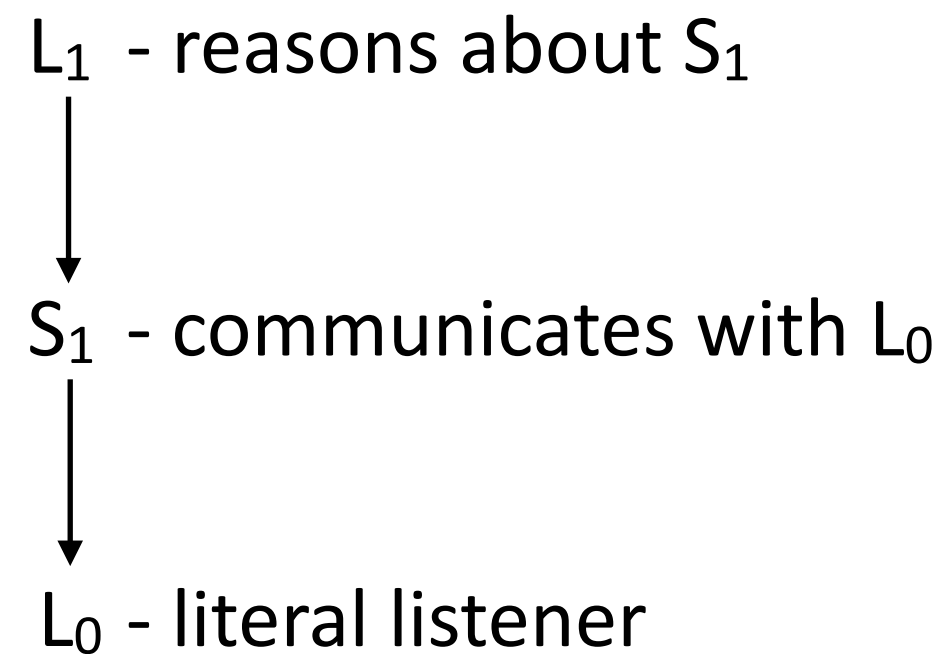 L₁ - reasons about S₁
S₁ - communicates with L₀
L₀ - literal listener